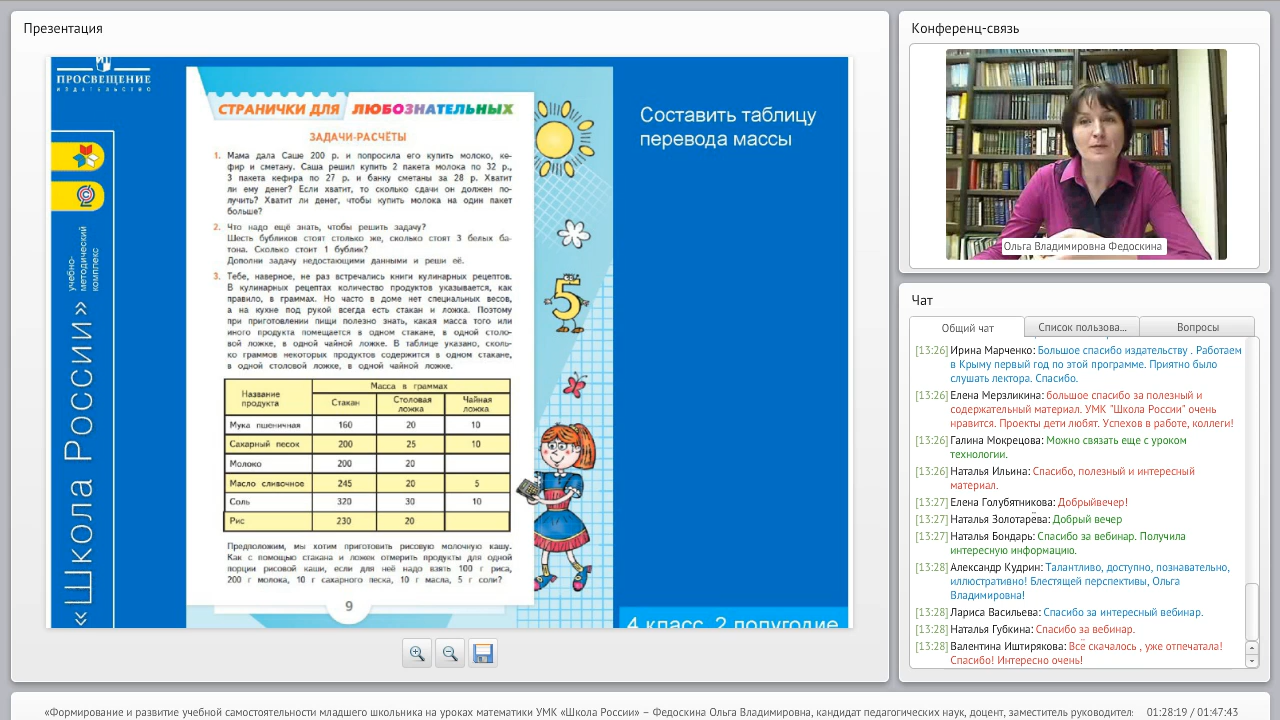 Презентация
ПРОСВЕЩЕНИЕ
ИЗДАТЕЛЬСТВО
учебно-
методический
комплекс
«Школа России»
СТРАНИЧКИ ДЛЯ ЛЮБОЗНАТЕЛЬНЫХ
ЗАДАЧИ-РАСЧЁТЫ
1. Мама дала Саше 200 р. и попросила его купить молоко, ке-
фир и сметану. Саша решил купить 2 пакета молока по 32 р.,
3 пакета кефира по 27 р. и банку сметаны за 28 р. Хватит
ли ему денег? Если хватит, то сколько сдачи он должен по-
лучить? Хватит ли денег, чтобы купить молока на один пакет
больше?
2. Что надо ещё знать, чтобы решить задачу?
Шесть бубликов стоят столько же, сколько стоят 3 белых ба-
тона. Сколько стоит 1 бублик?
Дополни задачу недостающими данными и реши её.
3. Тебе, наверное, не раз встречались книги кулинарных рецептов.
В кулинарных рецептах количество продуктов указывается, как
правило, в граммах. Но часто в доме нет специальных весов,
а на кухне под рукой всегда есть стакан и ложка. Поэтому
при приготовлении пищи полезно знать, какая масса того или
иного продукта помещается в одном стакане, в одной столо-
вой ложке, в одной чайной ложке. В таблице указано, сколь-
ко граммов некоторых продуктов содержится в одном стакане,
в одной столовой ложке, в одной чайной ложке.
Название продукта Масса в граммах
Стакан Столовая ложка Чайная ложка
Мука пшеничная 160 20 10
Сахарный песок 200 25 10
Молоко 200 20
Масло сливочное 245 20 5
Соль 320 30 10
Рис 230 20
Предположим, мы хотим приготовить рисовую молочную кашу.
Как с помощью стакана и ложек отмерить продукты для одной
порции рисовой каши, если для неё надо взять 100 г риса,
200 г молока, 10 г сахарного песка, 10 г масла, 5 г соли?
9
5
Составить таблицу
перевода массы
4 класс, 2 полугодие
Конференц-связь
Ольга Владимировна Федоскина
Чат
Общий чат Список пользова... Вопросы
[13:26] Ирина Марченко: Большое спасибо издательству . Работаем
в Крыму первый год по этой программе. Приятно было
слушать лектора. Спасибо.
[13:26] Елена Мерзликина: большое спасибо за полезный и
содержательный материал. УМК "Школа России" очень
нравится. Проекты дети любят. Успехов в работе, коллеги!
[13:26] Галина Мокрецова: Можно связать еще с уроком
технологии.
[13:26] Наталья Ильина: Спасибо, полезный и интересный
материал.
[13:27] Елена Голубятникова: Добрыйвечер!
[13:27] Наталья Золотарёва: Добрый вечер
[13:27] Наталья Бондарь: Спасибо за вебинар. Получила
интересную информацию.
[13:28] Александр Кудрин: Талантливо, доступно, познавательно,
иллюстративно! Блестящей перспективы, Ольга
Владимировна!
[13:28] Лариса Васильева: Спасибо за интересный вебинар.
[13:28] Наталья Губкина: Спасибо за вебинар.
[13:28] Валентина Иштирякова: Всё скачалось , уже отпечатала!
Спасибо! Интересно очень!
«Формирование и развитие учебной самостоятельности младшего школьника на уроках математики УМК «Школа России» – Федоскина Ольга Владимировна, кандидат педагогических наук, доцент, заместитель руководител 01:28:19 / 01:47:43